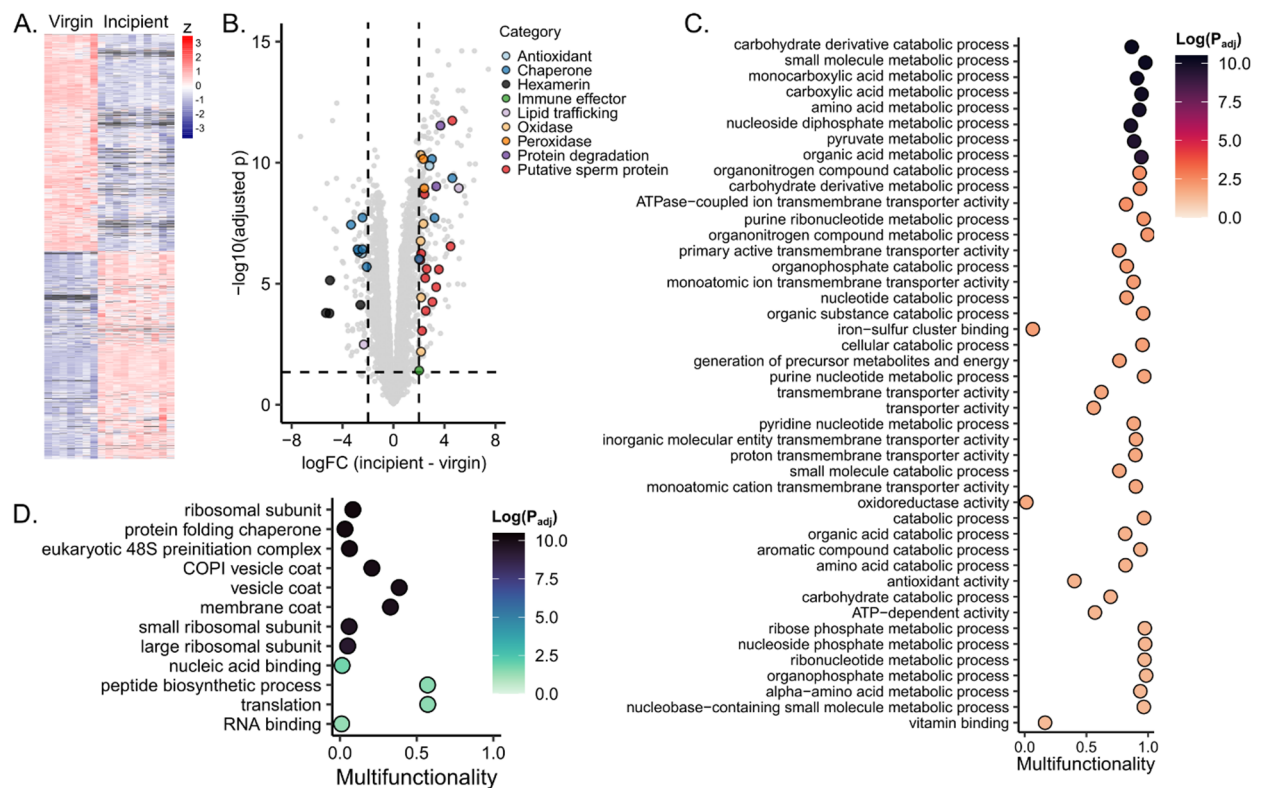 A.
Virgin Incipient
Z
3
2
1
0
-1
-2
-3
B.
−log10(adjusted p)
15
10
5
0
−8 −4 0 4 8
logFC (incipient - virgin)
Category
Antioxidant
Chaperone
Hexamerin
Immune effector
Lipid trafficking
Oxidase
Peroxidase
Protein degradation
Putative sperm protein
C.
carbohydrate derivative catabolic process
small molecule metabolic process
monocarboxylic acid metabolic process
carboxylic acid metabolic process
amino acid metabolic process
nucleoside diphosphate metabolic process
pyruvate metabolic process
organic acid metabolic process
organonitrogen compound catabolic process
carbohydrate derivative metabolic process
ATPase−coupled ion transmembrane transporter activity
purine ribonucleotide metabolic process
organonitrogen compound metabolic process
primary active transmembrane transporter activity
organophosphate catabolic process
monoatomic ion transmembrane transporter activity
nucleotide catabolic process
organic substance catabolic process
iron−sulfur cluster binding
cellular catabolic process
generation of precursor metabolites and energy
purine nucleotide metabolic process
transmembrane transporter activity
transporter activity
pyridine nucleotide metabolic process
inorganic molecular entity transmembrane transporter activity
proton transmembrane transporter activity
small molecule catabolic process
monoatomic cation transmembrane transporter activity
oxidoreductase activity
catabolic process
organic acid catabolic process
aromatic compound catabolic process
amino acid catabolic process
antioxidant activity
carbohydrate catabolic process
ATP−dependent activity
ribose phosphate metabolic process
nucleoside phosphate metabolic process
ribonucleotide metabolic process
organophosphate metabolic process
alpha−amino acid metabolic process
nucleobase−containing small molecule metabolic process
vitamin binding
0.0 0.5 1.0
Multifunctionality
Log(Padj)
10.0
7.5
5.0
2.5
0.0
D.
ribosomal subunit
protein folding chaperone
eukaryotic 48S preinitiation complex
COPI vesicle coat
vesicle coat
membrane coat
small ribosomal subunit
large ribosomal subunit
nucleic acid binding
peptide biosynthetic process
translation
RNA binding
0.0 0.5 1.0
Multifunctionality
Log(Padj)
10.0
7.5
5.0
2.5
0.0